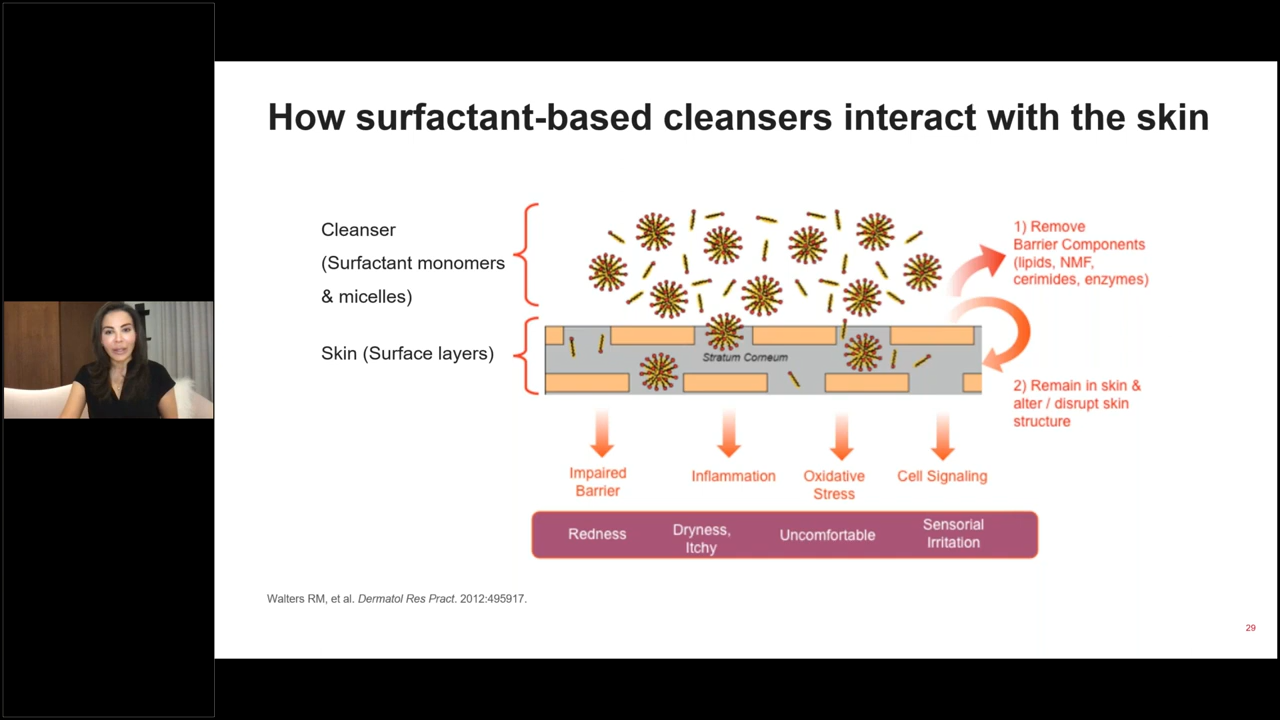 How surfactant-based cleansers interact with the skin
Cleanser
(Surfactant monomers
& micelles)
Skin (Surface layers)
Stratum Corneum
1) Remove
Barrier Components
(lipids, NMF,
cerimides, enzymes)
2) Remain in skin &
alter / disrupt skin
structure
Impaired
Barrier
Inflammation
Oxidative
Stress
Cell Signaling
Redness
Dryness,
Itchy
Uncomfortable
Sensorial
Irritation
Walters RM, et al. Dermatol Res Pract. 2012:495917.
29